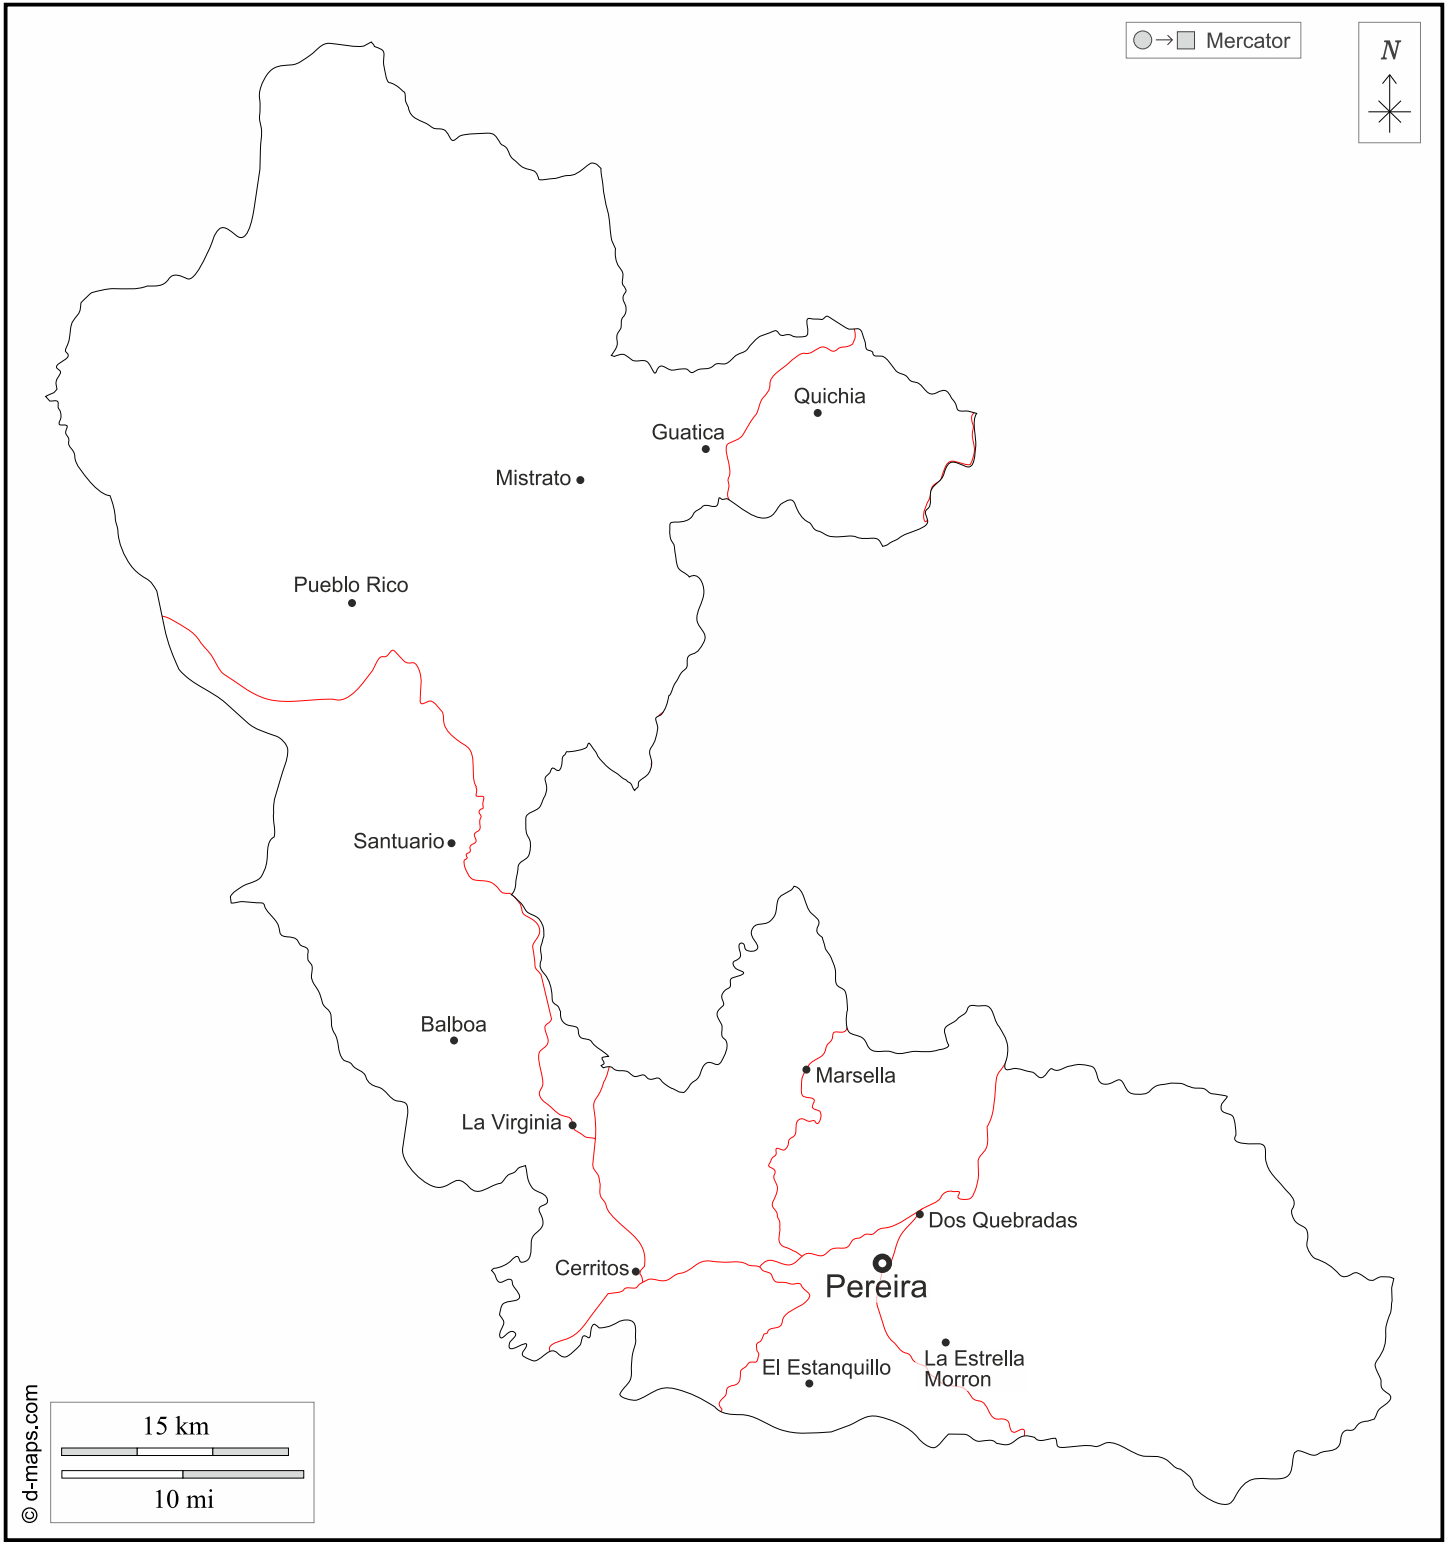 Mercator
N
Quichia
Guatica
Mistrato
Pueblo Rico
Santuario
Balboa
Marsella
La Virginia
Dos Quebradas
Cerritos
Pereira
La Estrella
Morron
El Estanquillo
15 km
10 mi
© d-maps.com